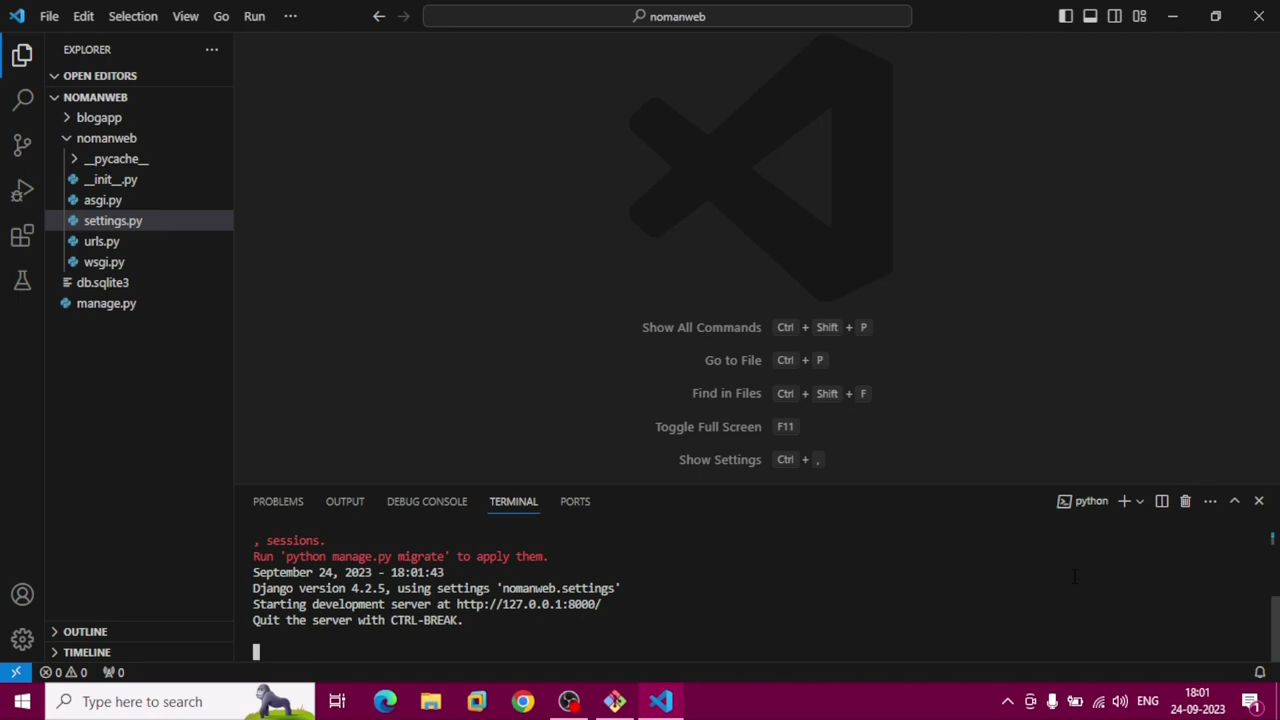 File Edit Selection View Go Run ···
nomanweb
EXPLORER ···
OPEN EDITORS
NOMANWEB
blogapp
nomanweb
__pycache__
__init__.py
asgi.py
settings.py
urls.py
wsgi.py
db.sqlite3
manage.py
OUTLINE
TIMELINE
Show All Commands Ctrl + Shift + P
Go to File Ctrl + P
Find in Files Ctrl + Shift + F
Toggle Full Screen F11
Show Settings Ctrl + ,
PROBLEMS OUTPUT DEBUG CONSOLE TERMINAL PORTS python ···
, sessions.
Run 'python manage.py migrate' to apply them.
September 24, 2023 - 18:01:43
Django version 4.2.5, using settings 'nomanweb.settings'
Starting development server at http://127.0.0.1:8000/
Quit the server with CTRL-BREAK.
0 0 0
Type here to search
ENG
18:01
24-09-2023
1